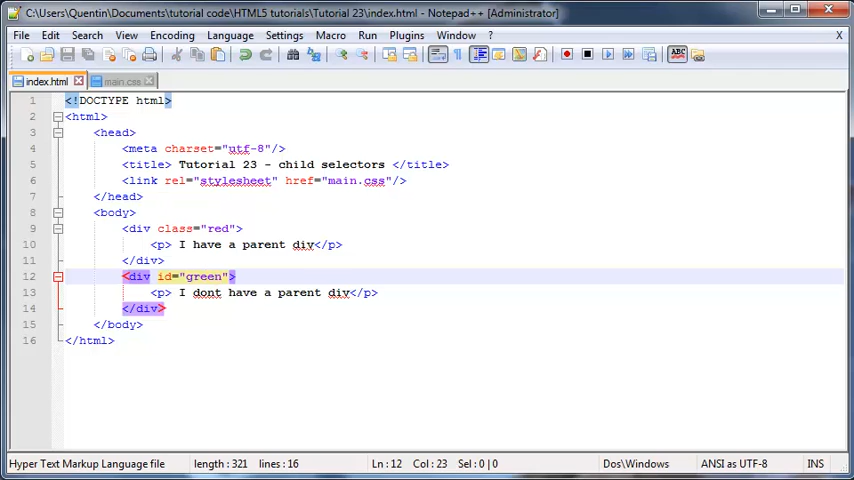 C:\Users\Quentin\Documents\tutorial code\HTML5 tutorials\Tutorial 23\index.html - Notepad++ [Administrator]
File Edit Search View Encoding Language Settings Macro Run Plugins Window ? X
index.html main.css
1 <!DOCTYPE html>
2 <html>
3 <head>
4 <meta charset="utf-8"/>
5 <title> Tutorial 23 - child selectors </title>
6 <link rel="stylesheet" href="main.css"/>
7 </head>
8 <body>
9 <div class="red">
10 <p> I have a parent div</p>
11 </div>
12 <div id="green">
13 <p> I dont have a parent div</p>
14 </div>
15 </body>
16 </html>
Hyper Text Markup Language file length : 321 lines : 16 Ln : 12 Col : 23 Sel : 0 | 0 Dos\Windows ANSI as UTF-8 INS